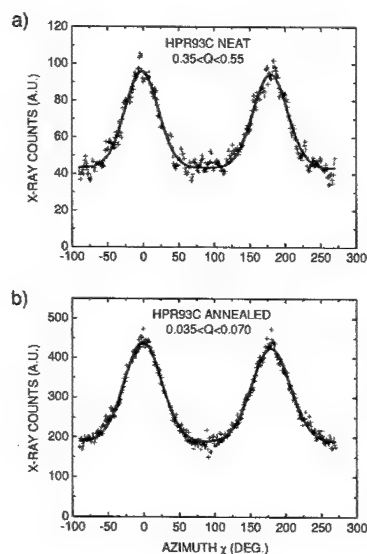 a)
HPR93C NEAT
0.35<Q<0.55
X-RAY COUNTS (A.U.)
120
100
80
60
40
20
0
-100 -50 0 50 100 150 200 250 300
b)
HPR93C ANNEALED
0.035<Q<0.070
X-RAY COUNTS (A.U.)
500
400
300
200
100
0
-100 -50 0 50 100 150 200 250 300
AZIMUTH χ (DEG.)